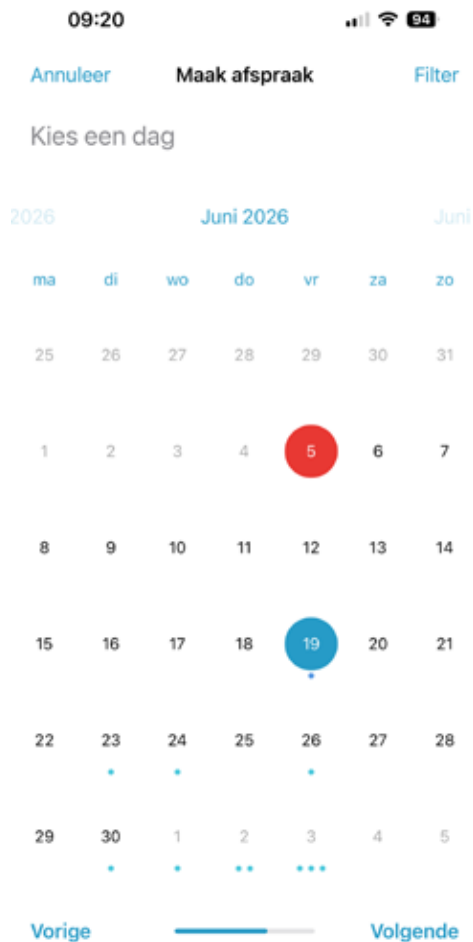 09:20 94
Annuleer Maak afspraak Filter
Kies een dag
2026 Juni 2026 Juni
ma di wo do vr za zo
25 26 27 28 29 30 31
1 2 3 4 5 6 7
8 9 10 11 12 13 14
15 16 17 18 19 20 21
22 23 24 25 26 27 28
29 30 1 2 3 4 5
Vorige Volgende